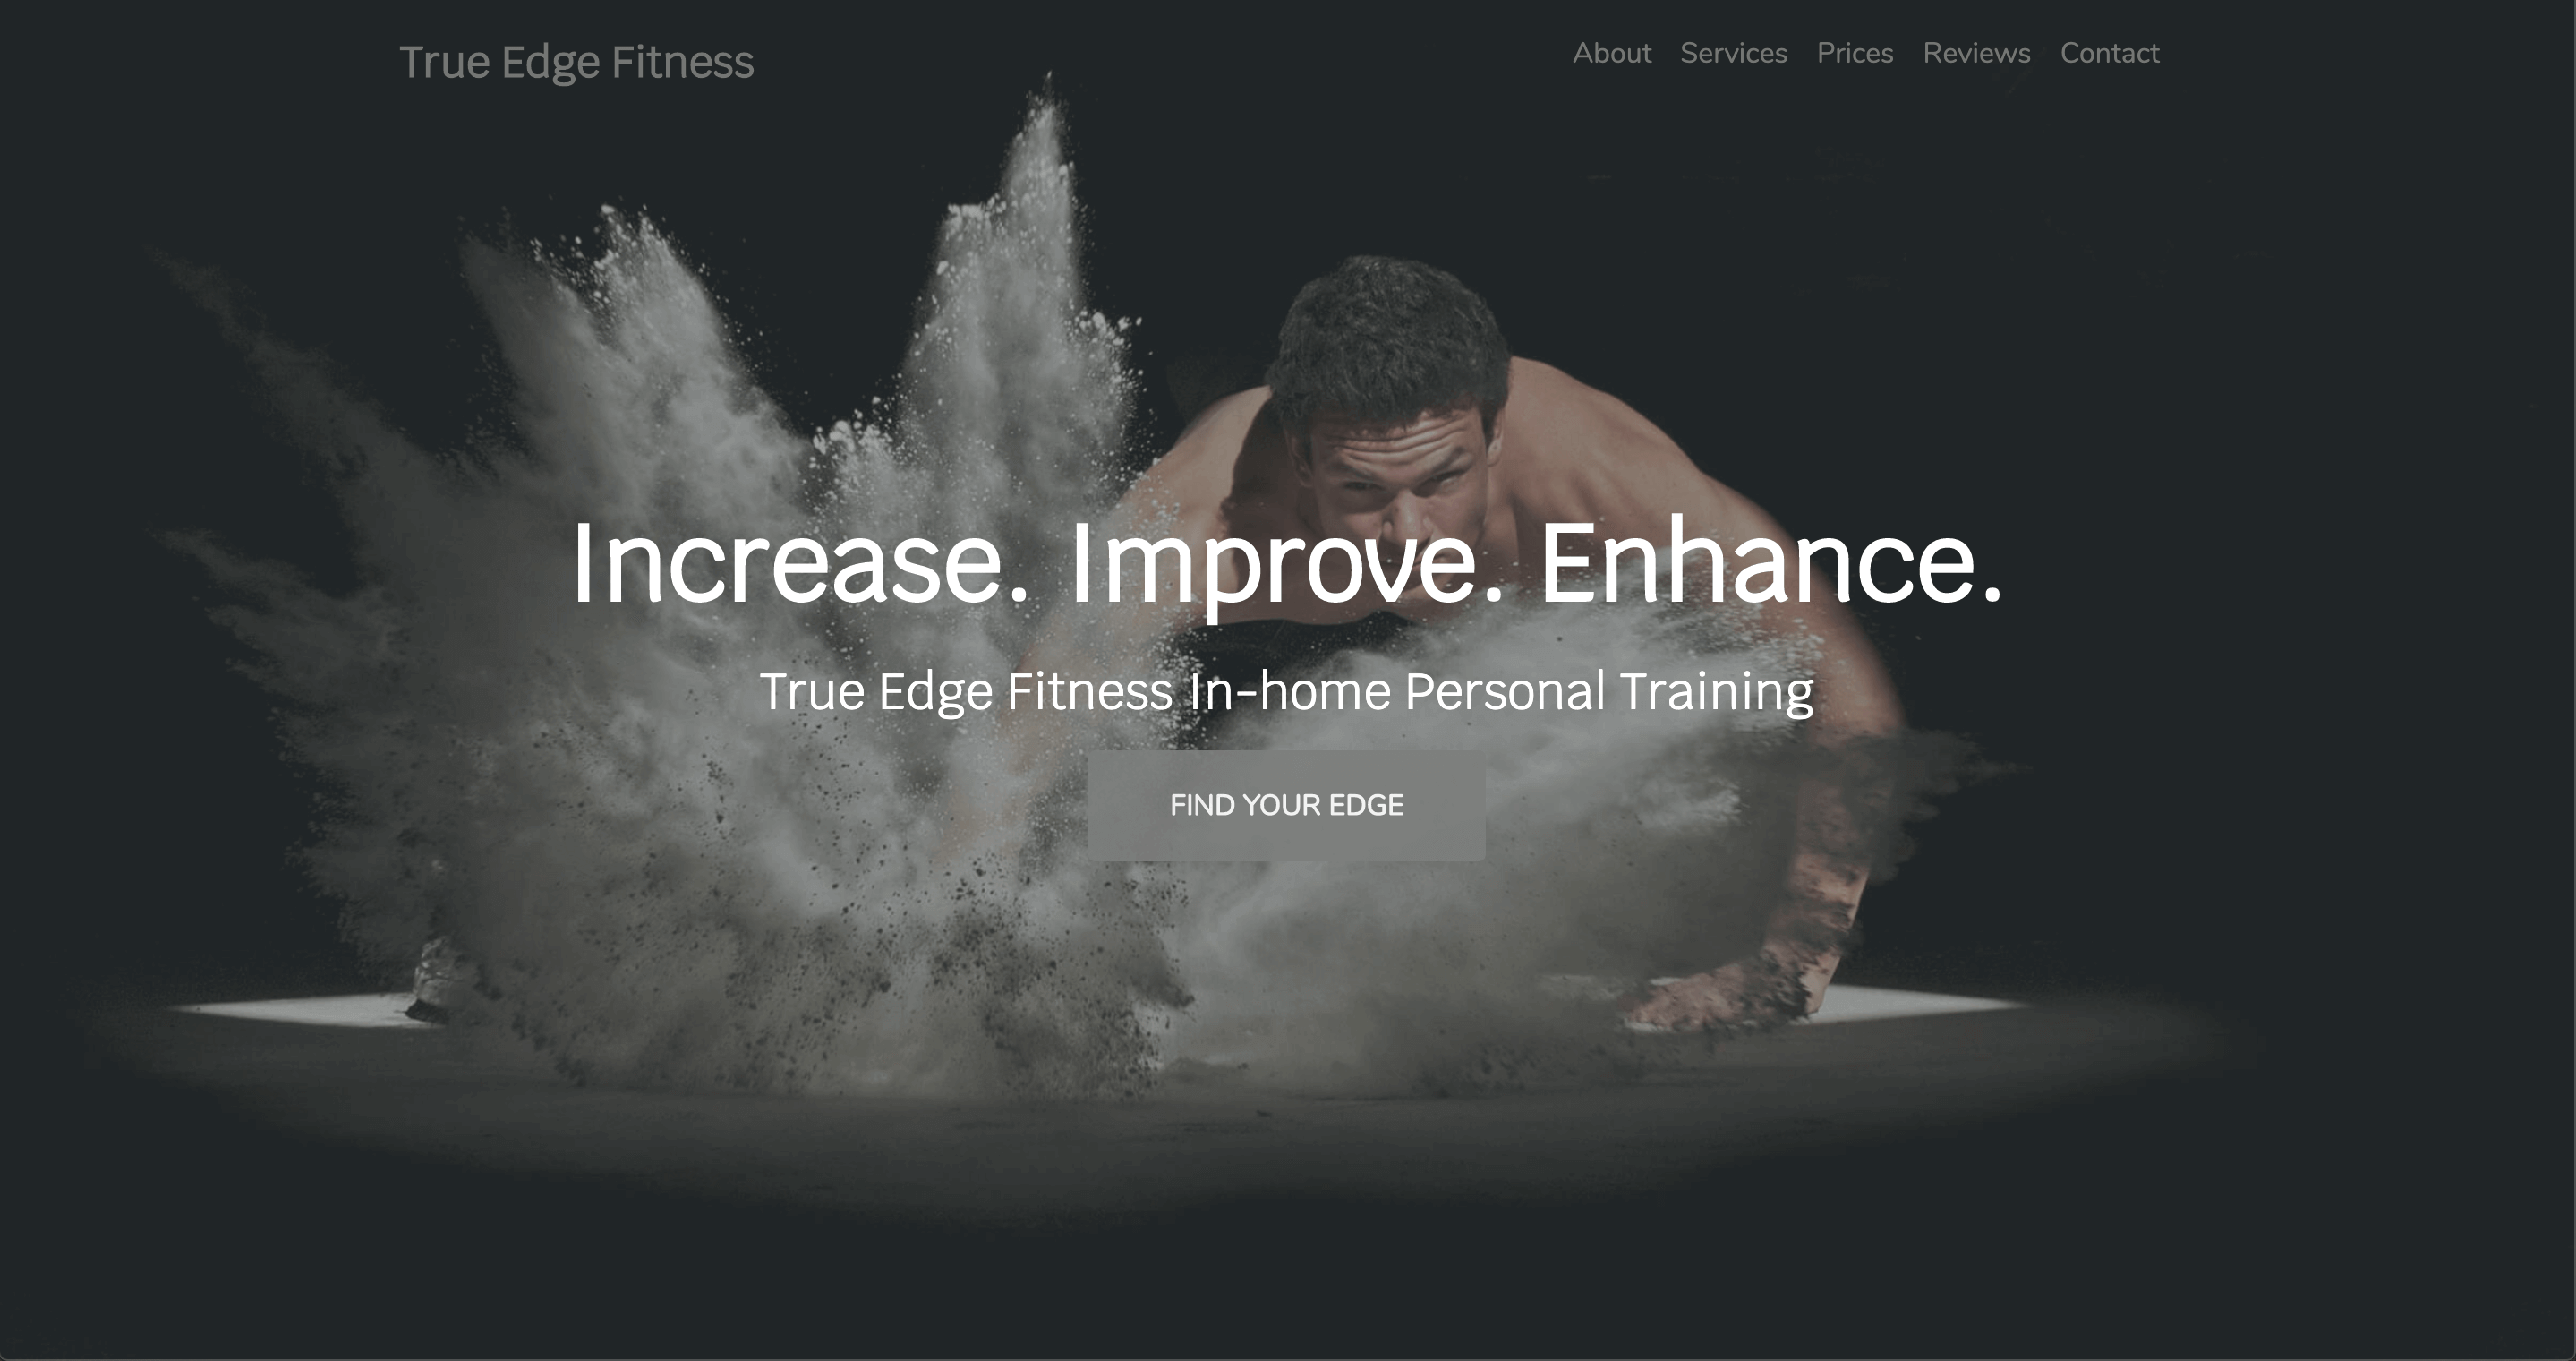 True Edge Fitness
About Services Prices Reviews Contact
Increase. Improve. Enhance.
True Edge Fitness In-home Personal Training
FIND YOUR EDGE